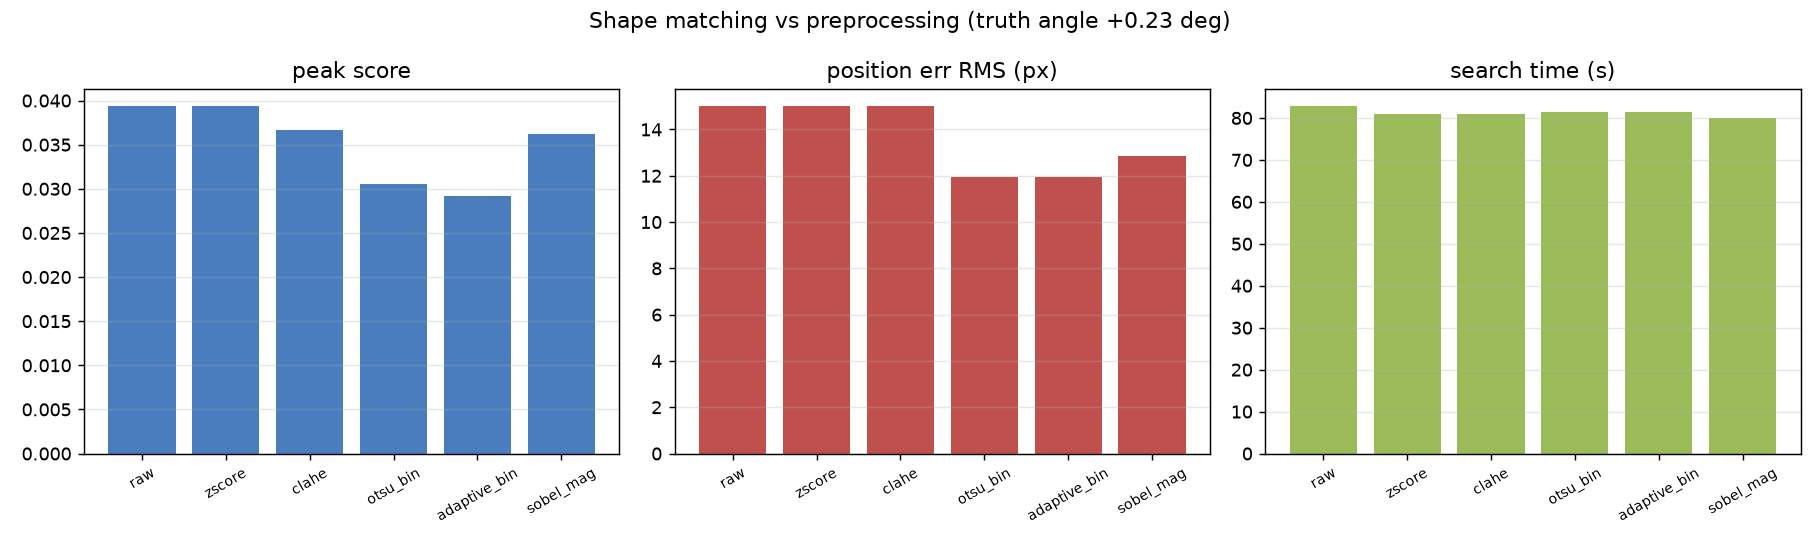 Shape matching vs preprocessing (truth angle +0.23 deg)
peak score
0.040
0.035
0.030
0.025
0.020
0.015
0.010
0.005
0.000
raw
zscore
clahe
otsu_bin
adaptive_bin
sobel_mag
position err RMS (px)
14
12
10
8
6
4
2
0
raw
zscore
clahe
otsu_bin
adaptive_bin
sobel_mag
search time (s)
80
70
60
50
40
30
20
10
0
raw
zscore
clahe
otsu_bin
adaptive_bin
sobel_mag